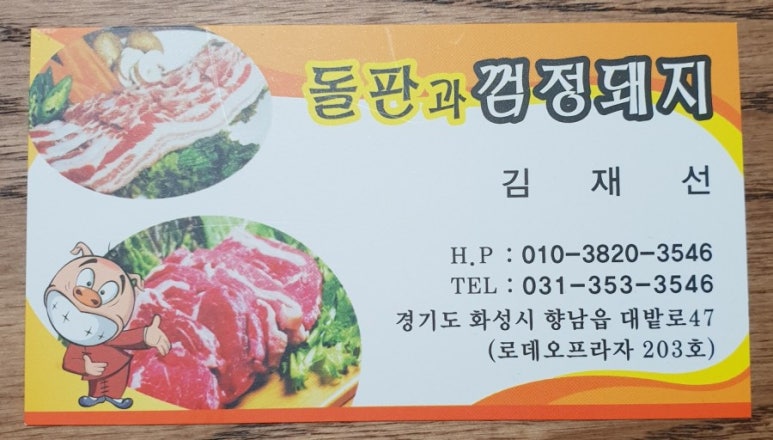 돌판과껌정돼지
김 재 선
H.P : 010-3820-3546
TEL : 031-353-3546
경기도 화성시 향남읍 대밭로47
(로데오프라자 203호)